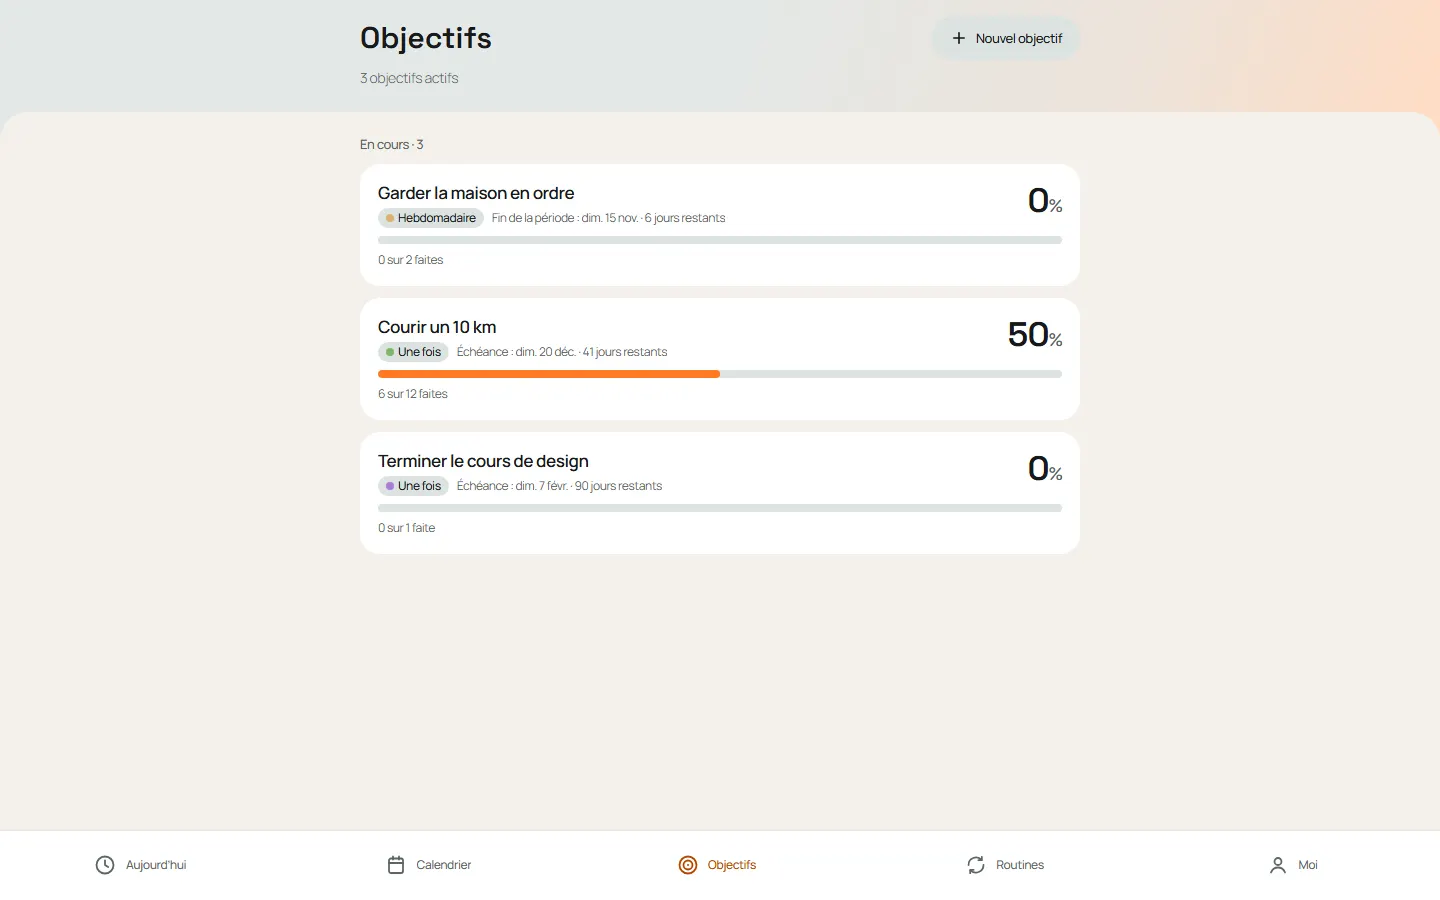 Objectifs
Nouvel objectif
3 objectifs actifs
En cours · 3
Garder la maison en ordre
0%
Hebdomadaire
Fin de la période : dim. 15 nov. · 6 jours restants
0 sur 2 faites
Courir un 10 km
50%
Une fois
Échéance : dim. 20 déc. · 41 jours restants
6 sur 12 faites
Terminer le cours de design
0%
Une fois
Échéance : dim. 7 févr. · 90 jours restants
0 sur 1 faite
Aujourd'hui
Calendrier
Objectifs
Routines
Moi